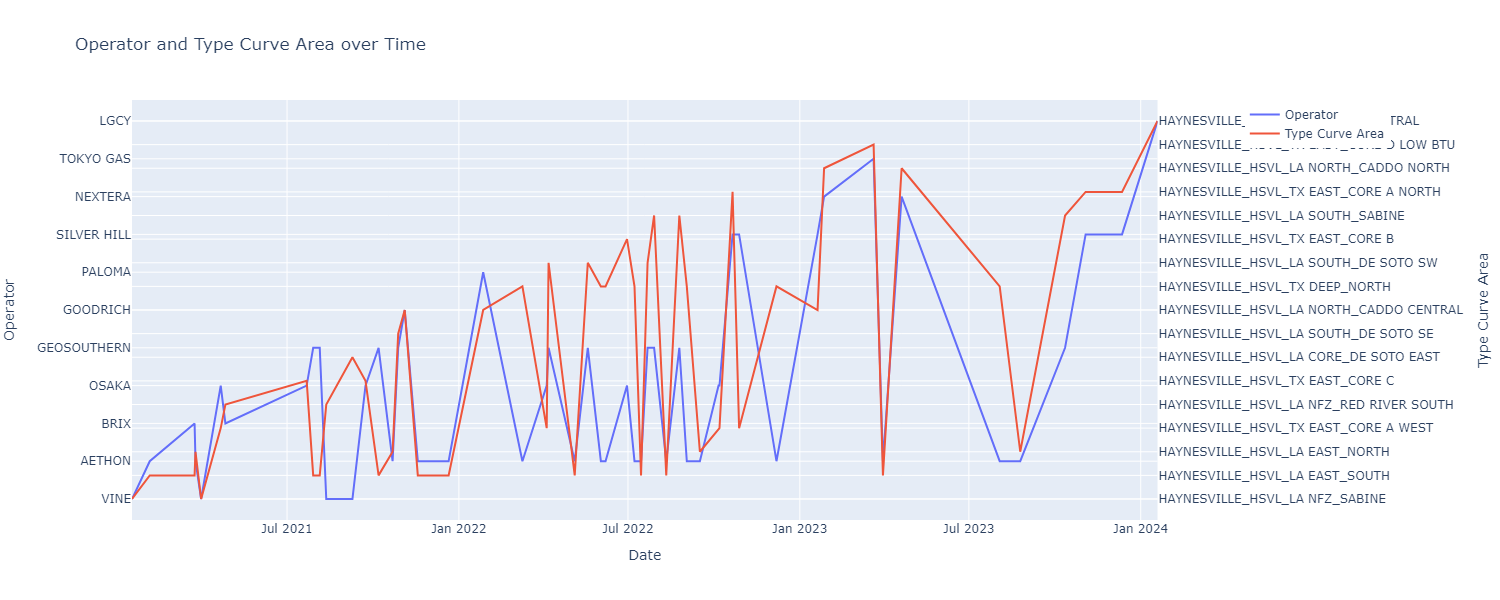 Operator and Type Curve Area over Time
Operator
Type Curve Area
LGCY
TOKYO GAS
NEXTERA
SILVER HILL
PALOMA
GOODRICH
GEOSOUTHERN
OSAKA
BRIX
AETHON
VINE
Operator
HAYNESVILLE_ TRAL
LOW BTU
HAYNESVILLE_HSVL_LA NORTH_CADDO NORTH
HAYNESVILLE_HSVL_TX EAST_CORE A NORTH
HAYNESVILLE_HSVL_LA SOUTH_SABINE
HAYNESVILLE_HSVL_TX EAST_CORE B
HAYNESVILLE_HSVL_LA SOUTH_DE SOTO SW
HAYNESVILLE_HSVL_TX DEEP_NORTH
HAYNESVILLE_HSVL_LA NORTH_CADDO CENTRAL
HAYNESVILLE_HSVL_LA SOUTH_DE SOTO SE
HAYNESVILLE_HSVL_LA CORE_DE SOTO EAST
HAYNESVILLE_HSVL_TX EAST_CORE C
HAYNESVILLE_HSVL_LA NFZ_RED RIVER SOUTH
HAYNESVILLE_HSVL_TX EAST_CORE A WEST
HAYNESVILLE_HSVL_LA EAST_NORTH
HAYNESVILLE_HSVL_LA EAST_SOUTH
HAYNESVILLE_HSVL_LA NFZ_SABINE
Type Curve Area
Jul 2021
Jan 2022
Jul 2022
Jan 2023
Jul 2023
Jan 2024
Date